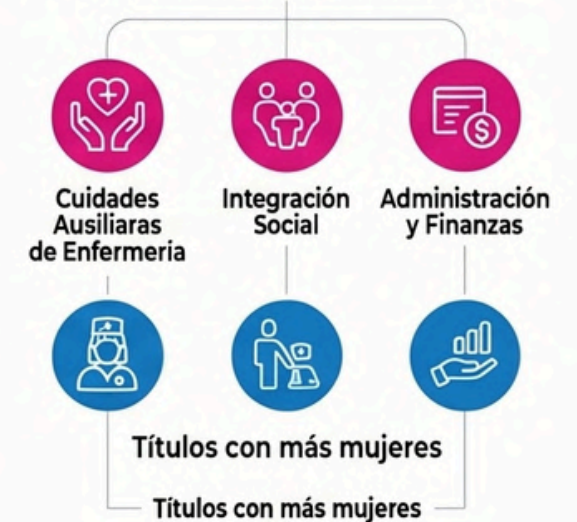 Cuidades
Ausiliaras
de Enfermeria
Integración
Social
Administración
y Finanzas
Títulos con más mujeres
Títulos con más mujeres